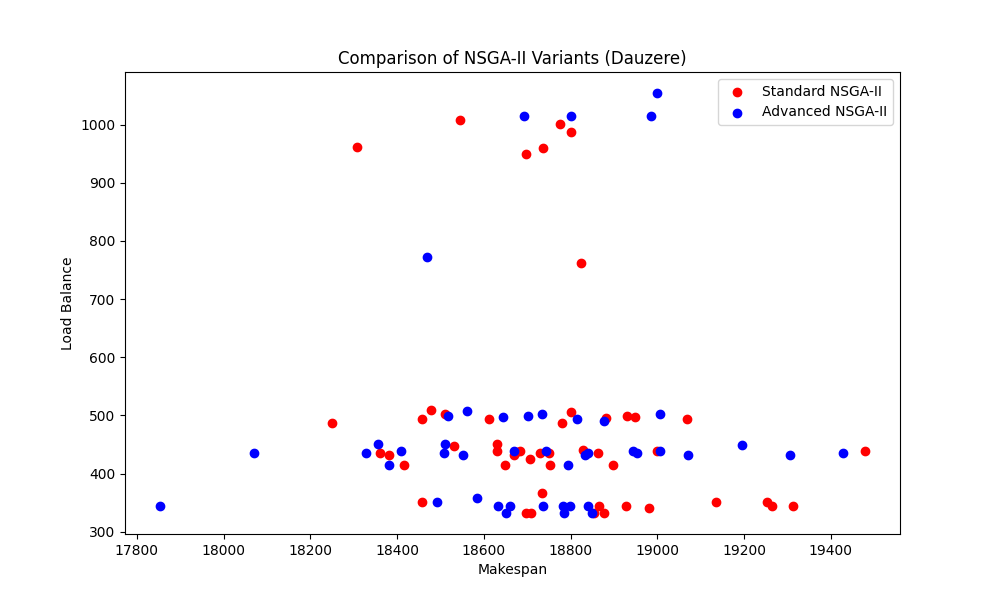 Comparison of NSGA-II Variants (Dauzere)
Standard NSGA-II
Advanced NSGA-II
Load Balance
1000
900
800
700
600
500
400
300
17800 18000 18200 18400 18600 18800 19000 19200 19400
Makespan